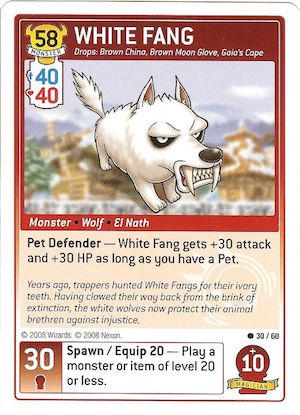 58
MONSTER
WHITE FANG
Drops: Brown China, Brown Moon Glove, Gaia's Cape
40
40
Monster • Wolf • El Nath
Pet Defender — White Fang gets +30 attack
and +30 HP as long as you have a Pet.
Years ago, trappers hunted White Fangs for their ivory
teeth. Having clawed their way back from the brink of
extinction, the white wolves now protect their animal
brethren against injustice.
© 2008 Wizards. © 2008 Nexon.
30/60
30
Spawn / Equip 20 — Play a
monster or item of level 20
or less.
+
10
MAGICIAN